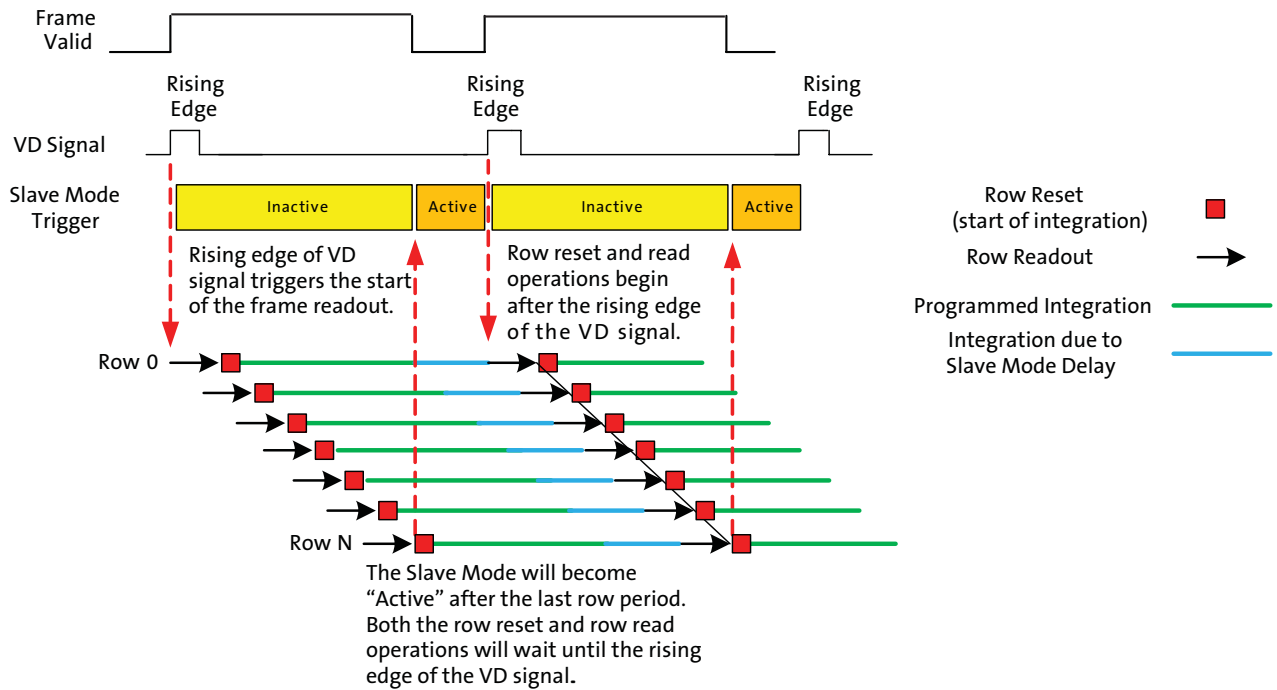 Frame
Valid
Rising
Edge
Rising
Edge
Rising
Edge
VD Signal
Slave Mode
Trigger
Inactive
Active
Inactive
Active
Rising edge of VD
signal triggers the start
of the frame readout.
Row reset and read
operations begin
after the rising edge
of the VD signal.
Row Reset
(start of integration)
Row Readout
Programmed Integration
Integration due to
Slave Mode Delay
Row 0
Row N
The Slave Mode will become
“Active” after the last row period.
Both the row reset and row read
operations will wait until the rising
edge of the VD signal.